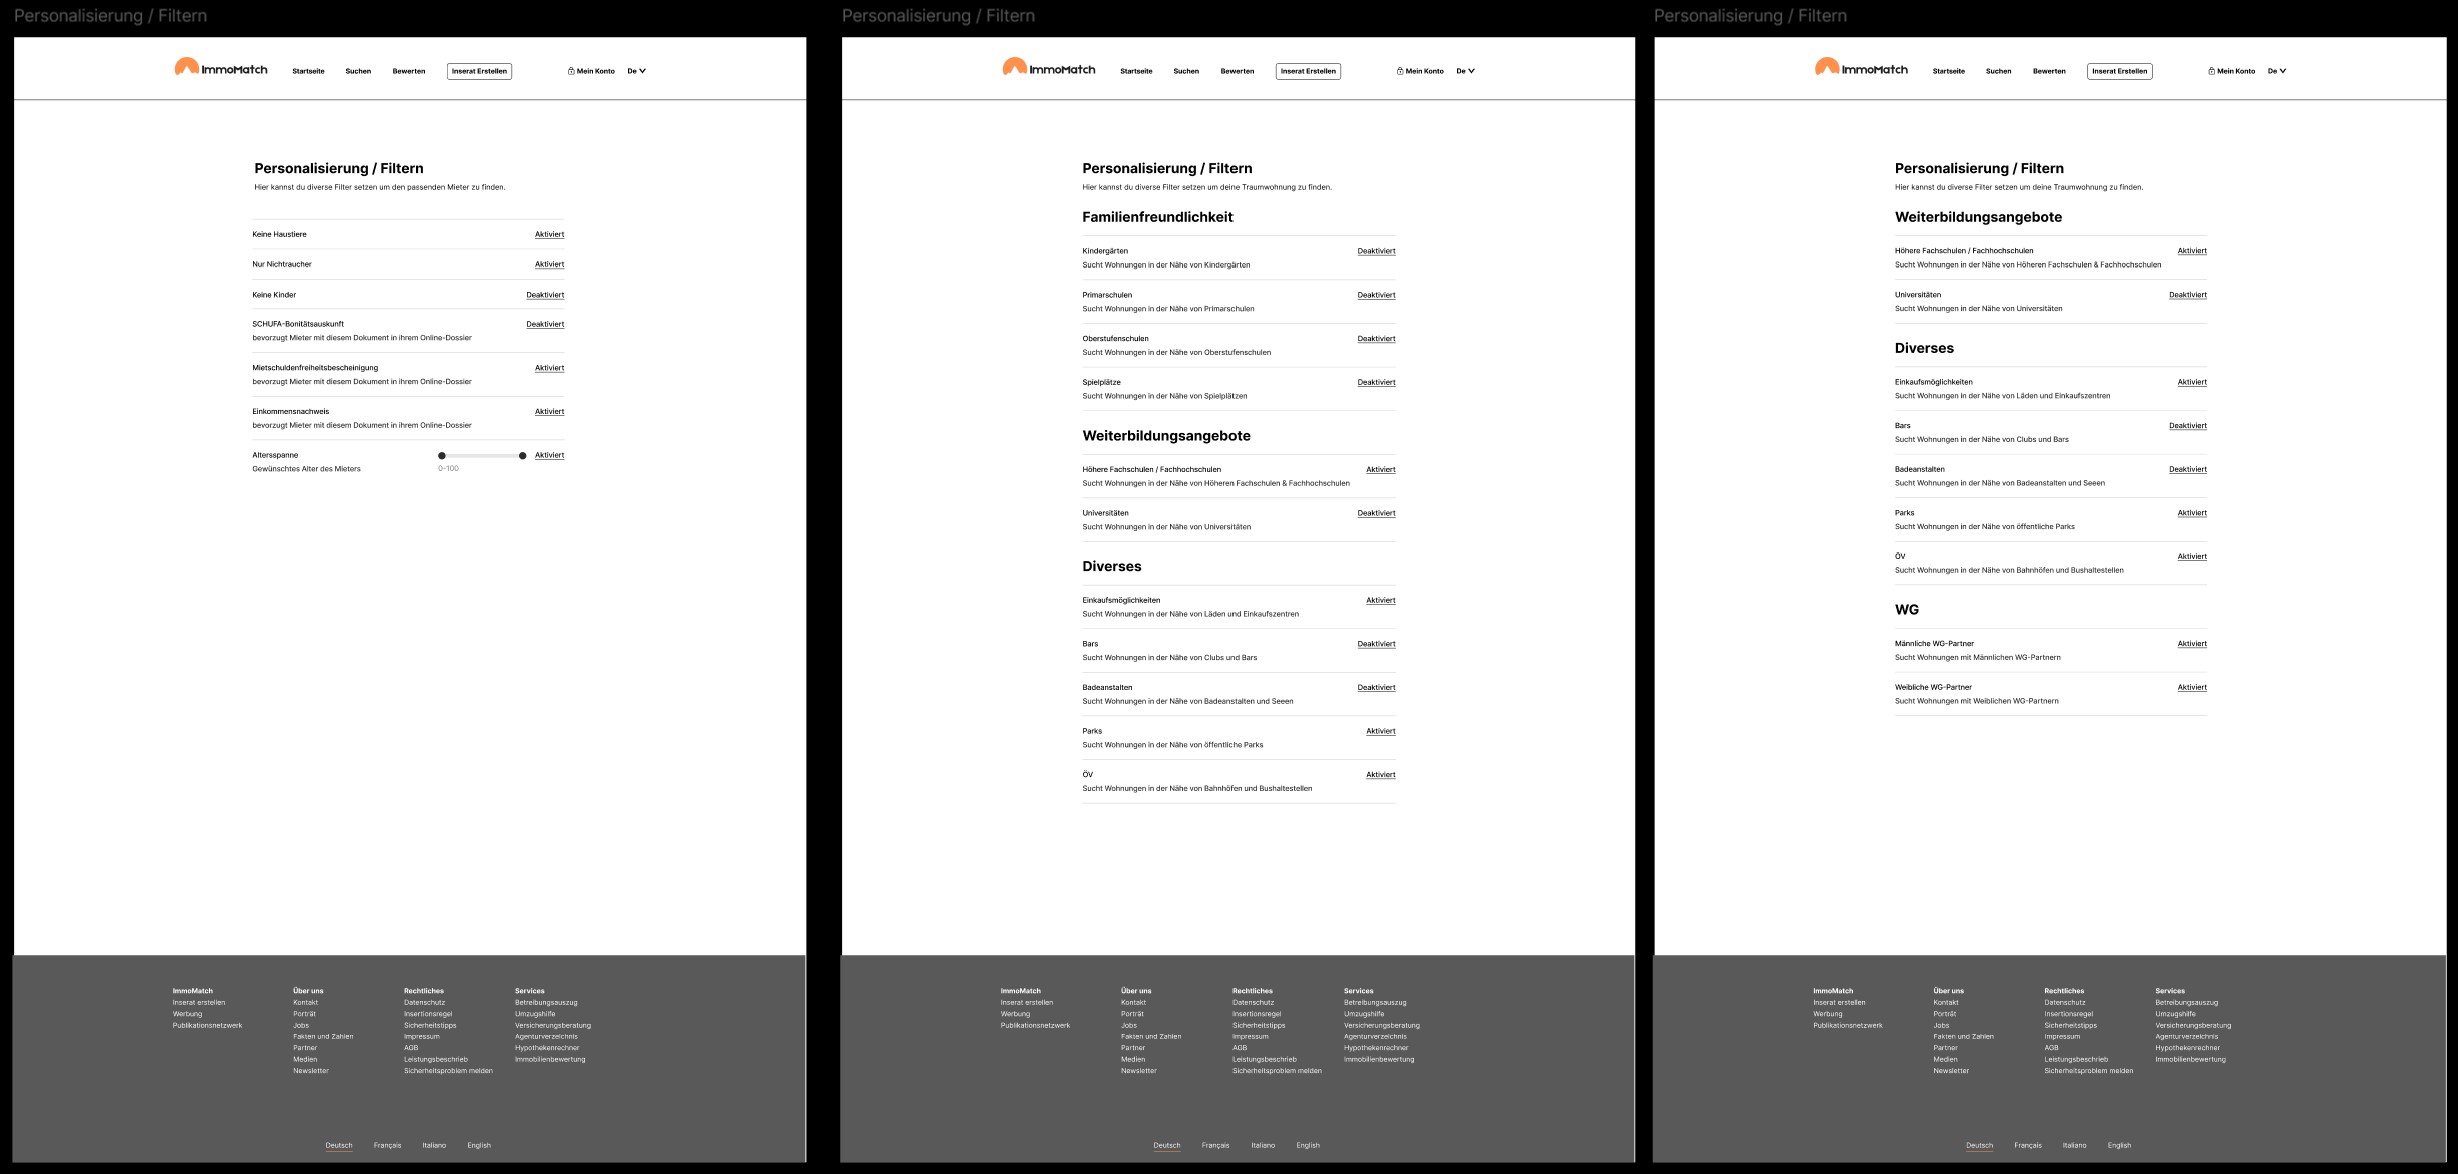 Personalisierung / Filtern
ImmoMatch
Startseite Suchen Bewerten Inserat Erstellen Mein Konto De
Personalisierung / Filtern
Hier kannst du diverse Filter setzen um den passenden Mieter zu finden.
Keine Haustiere Aktiviert
Nur Nichtraucher Aktiviert
Keine Kinder Deaktiviert
SCHUFA-Bonitätsauskunft Deaktiviert
bevorzugt Mieter mit diesem Dokument in ihrem Online-Dossier
Mietschuldenfreiheitsbescheinigung Aktiviert
bevorzugt Mieter mit diesem Dokument in ihrem Online-Dossier
Einkommensnachweis Aktiviert
bevorzugt Mieter mit diesem Dokument in ihrem Online-Dossier
Altersspanne Aktiviert
Gewünschtes Alter des Mieters 0-100
ImmoMatch Über uns Rechtliches Services
Inserat erstellen Kontakt Datenschutz Betreibungsauszug
Werbung Porträt Insertionsregel Umzugshilfe
Publikationsnetzwerk Jobs Sicherheitstipps Versicherungsberatung
Fakten und Zahlen Impressum Agenturverzeichnis
Partner AGB Hypothekenrechner
Medien Leistungsbeschrieb Immobilienbewertung
Newsletter Sicherheitsproblem melden
Deutsch Français Italiano English
Personalisierung / Filtern
ImmoMatch
Startseite Suchen Bewerten Inserat Erstellen Mein Konto De
Personalisierung / Filtern
Hier kannst du diverse Filter setzen um deine Traumwohnung zu finden.
Familienfreundlichkeit
Kindergärten Deaktiviert
Sucht Wohnungen in der Nähe von Kindergärten
Primarschulen Deaktiviert
Sucht Wohnungen in der Nähe von Primarschulen
Oberstufenschulen Deaktiviert
Sucht Wohnungen in der Nähe von Oberstufenschulen
Spielplätze Deaktiviert
Sucht Wohnungen in der Nähe von Spielplätzen
Weiterbildungsangebote
Höhere Fachschulen / Fachhochschulen Aktiviert
Sucht Wohnungen in der Nähe von Höheren Fachschulen & Fachhochschulen
Universitäten Deaktiviert
Sucht Wohnungen in der Nähe von Universitäten
Diverses
Einkaufsmöglichkeiten Aktiviert
Sucht Wohnungen in der Nähe von Läden und Einkaufszentren
Bars Deaktiviert
Sucht Wohnungen in der Nähe von Clubs und Bars
Badeanstalten Deaktiviert
Sucht Wohnungen in der Nähe von Badeanstalten und Seeen
Parks Aktiviert
Sucht Wohnungen in der Nähe von öffentliche Parks
ÖV Aktiviert
Sucht Wohnungen in der Nähe von Bahnhöfen und Bushaltestellen
ImmoMatch Über uns Rechtliches Services
Inserat erstellen Kontakt Datenschutz Betreibungsauszug
Werbung Porträt Insertionsregel Umzugshilfe
Publikationsnetzwerk Jobs Sicherheitstipps Versicherungsberatung
Fakten und Zahlen Impressum Agenturverzeichnis
Partner AGB Hypothekenrechner
Medien Leistungsbeschrieb Immobilienbewertung
Newsletter Sicherheitsproblem melden
Deutsch Français Italiano English
Personalisierung / Filtern
ImmoMatch
Startseite Suchen Bewerten Inserat Erstellen Mein Konto De
Personalisierung / Filtern
Hier kannst du diverse Filter setzen um deine Traumwohnung zu finden.
Weiterbildungsangebote
Höhere Fachschulen / Fachhochschulen Aktiviert
Sucht Wohnungen in der Nähe von Höheren Fachschulen & Fachhochschulen
Universitäten Deaktiviert
Sucht Wohnungen in der Nähe von Universitäten
Diverses
Einkaufsmöglichkeiten Aktiviert
Sucht Wohnungen in der Nähe von Läden und Einkaufszentren
Bars Deaktiviert
Sucht Wohnungen in der Nähe von Clubs und Bars
Badeanstalten Deaktiviert
Sucht Wohnungen in der Nähe von Badeanstalten und Seeen
Parks Aktiviert
Sucht Wohnungen in der Nähe von öffentliche Parks
ÖV Aktiviert
Sucht Wohnungen in der Nähe von Bahnhöfen und Bushaltestellen
WG
Männliche WG-Partner Aktiviert
Sucht Wohnungen mit Männlichen WG-Partnern
Weibliche WG-Partner Aktiviert
Sucht Wohnungen mit Weiblichen WG-Partnern
ImmoMatch Über uns Rechtliches Services
Inserat erstellen Kontakt Datenschutz Betreibungsauszug
Werbung Porträt Insertionsregel Umzugshilfe
Publikationsnetzwerk Jobs Sicherheitstipps Versicherungsberatung
Fakten und Zahlen Impressum Agenturverzeichnis
Partner AGB Hypothekenrechner
Medien Leistungsbeschrieb Immobilienbewertung
Newsletter Sicherheitsproblem melden
Deutsch Français Italiano English